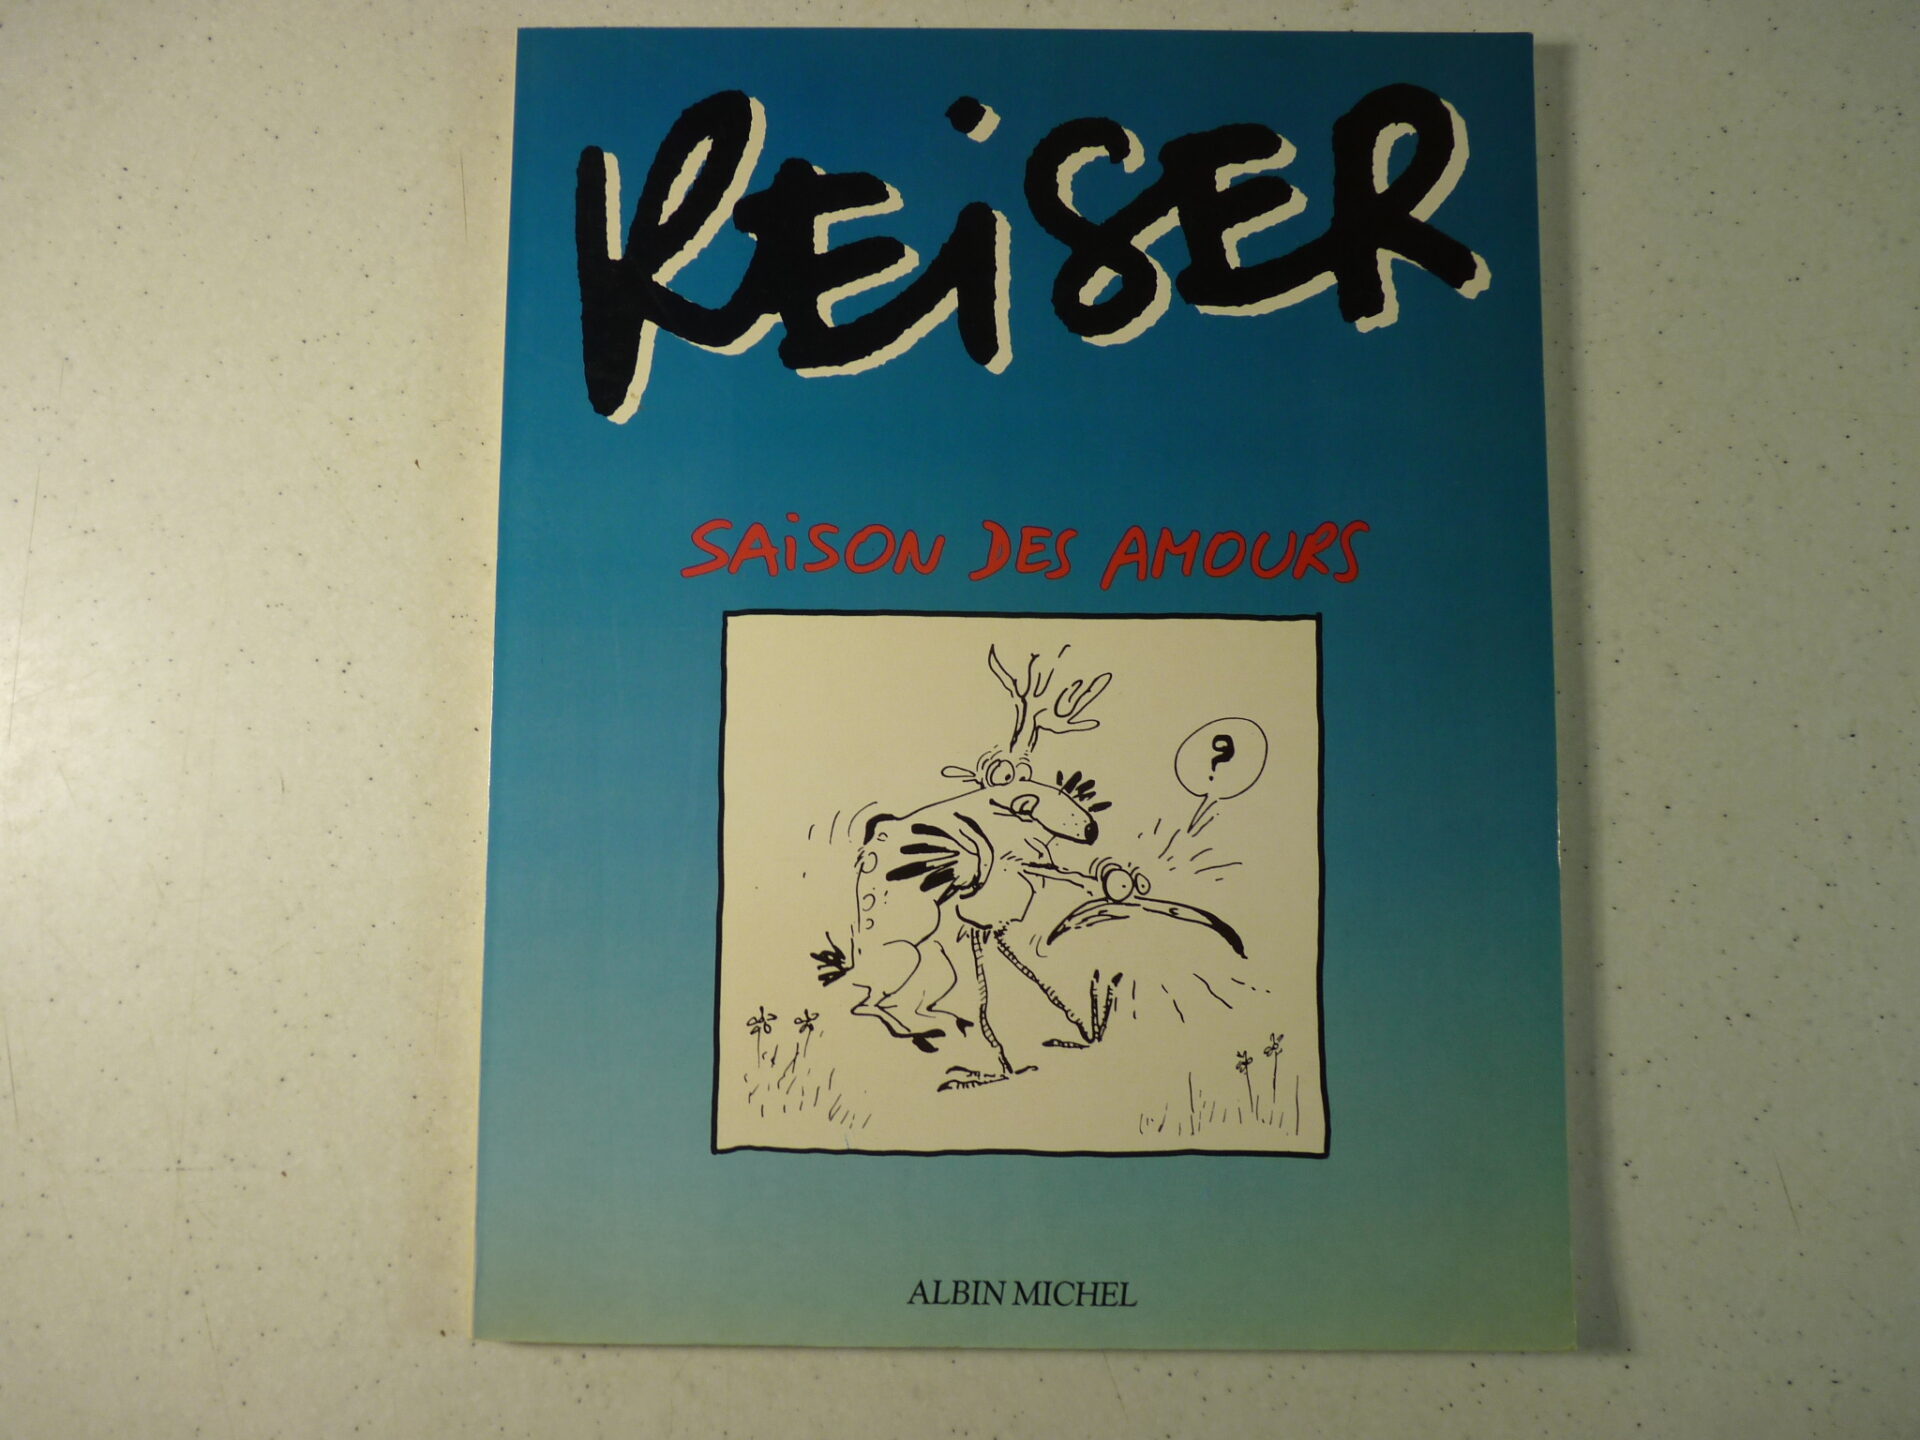 REiSER
SAiSON DES AMOURS
?
ALBIN MICHEL